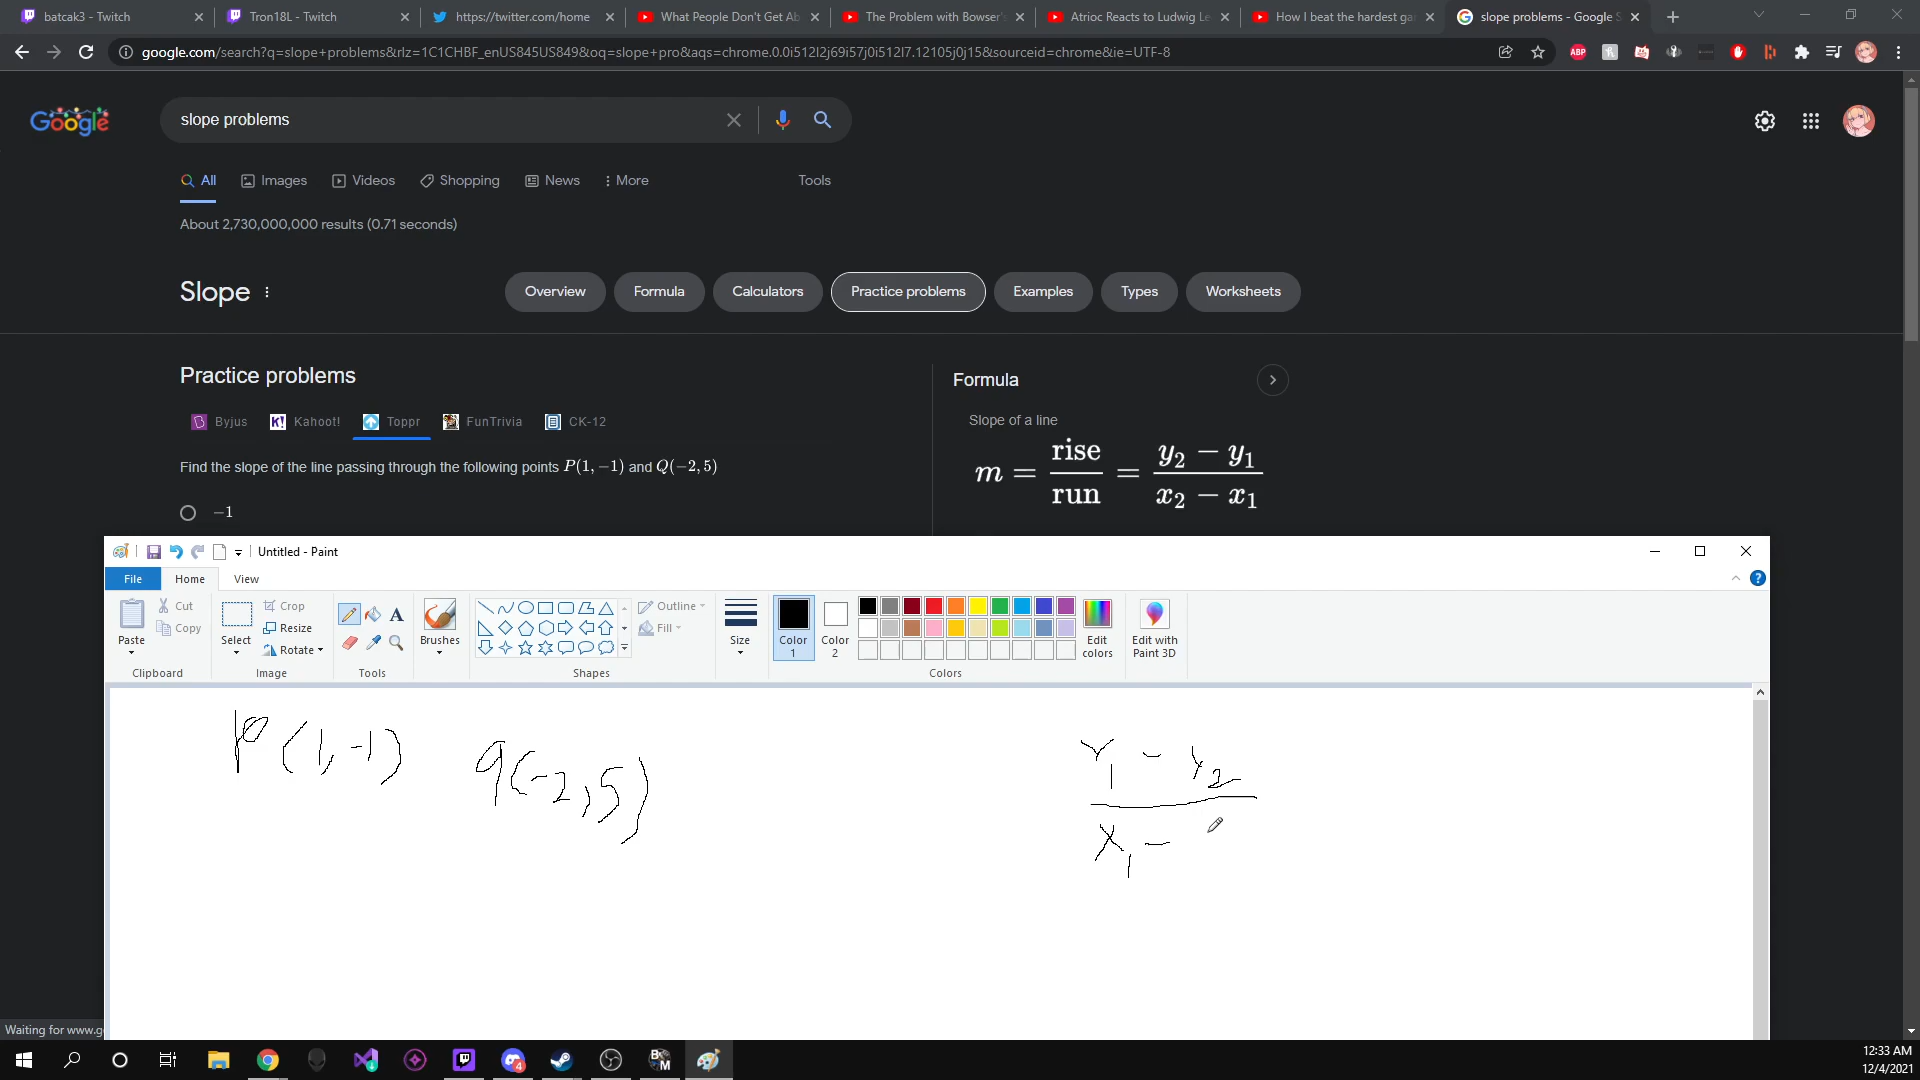 batcak3 - Twitch
Tron18L - Twitch
https://twitter.com/home
What People Don't Get Ab
The Problem with Bowser's
Atrioc Reacts to Ludwig Le
How I beat the hardest ga
slope problems - Google S
google.com/search?q=slope+problems&rlz=1C1CHBF_enUS845US849&oq=slope+pro&aqs=chrome.0.0i512l2j69i57j0i512l7.12105j0j15&sourceid=chrome&ie=UTF-8
ABP
Google
slope problems
All
Images
Videos
Shopping
News
More
Tools
About 2,730,000,000 results (0.71 seconds)
Slope
Overview
Formula
Calculators
Practice problems
Examples
Types
Worksheets
Practice problems
Byjus
Kahoot!
Toppr
FunTrivia
CK-12
Find the slope of the line passing through the following points P(1, −1) and Q(−2, 5)
−1
Formula
Slope of a line
m = rise/run = y₂ − y₁/x₂ − x₁
Untitled - Paint
File
Home
View
Paste
Cut
Copy
Clipboard
Select
Crop
Resize
Rotate
Image
A
Tools
Brushes
Outline
Fill
Shapes
Size
Color 1
Color 2
Edit colors
Colors
Edit with Paint 3D
P(1,-1)
q(-2,5)
Y₁ - Y₂
X₁ -
Waiting for www.g
12:33 AM
12/4/2021